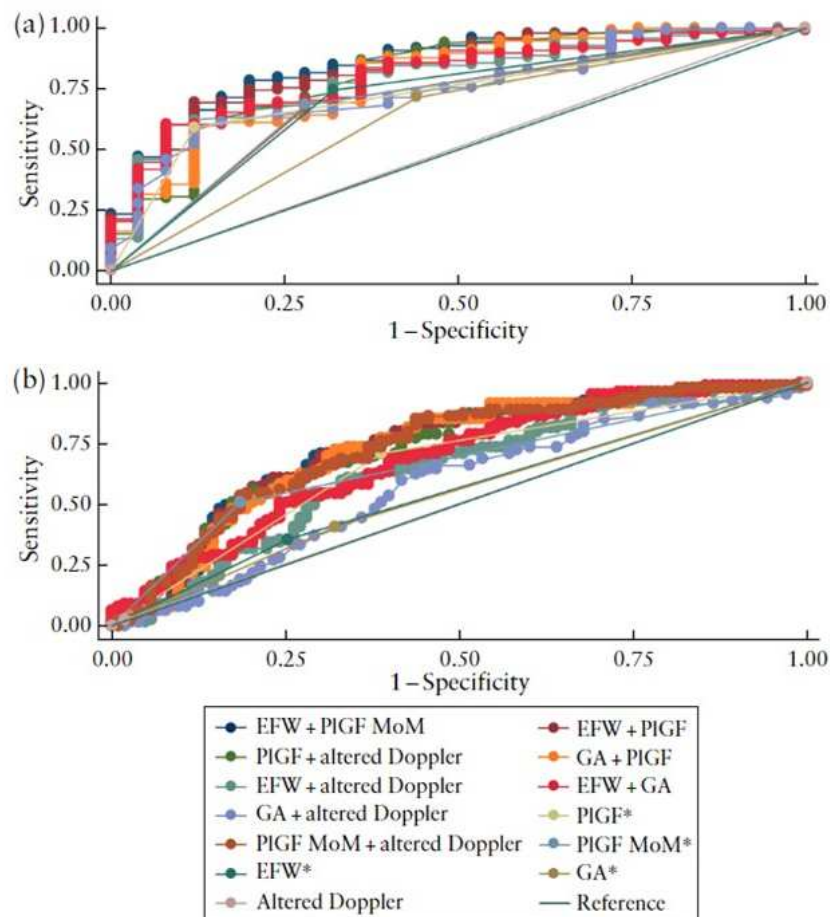 (a)
1.00
0.75
0.50
0.25
0.00
Sensitivity
0.00 0.25 0.50 0.75 1.00
1 – Specificity
(b)
1.00
0.75
0.50
0.25
0.00
Sensitivity
0.00 0.25 0.50 0.75 1.00
1 – Specificity
EFW + PlGF MoM EFW + PlGF
PlGF + altered Doppler GA + PlGF
EFW + altered Doppler EFW + GA
GA + altered Doppler PlGF*
PlGF MoM + altered Doppler PlGF MoM*
EFW* GA*
Altered Doppler Reference